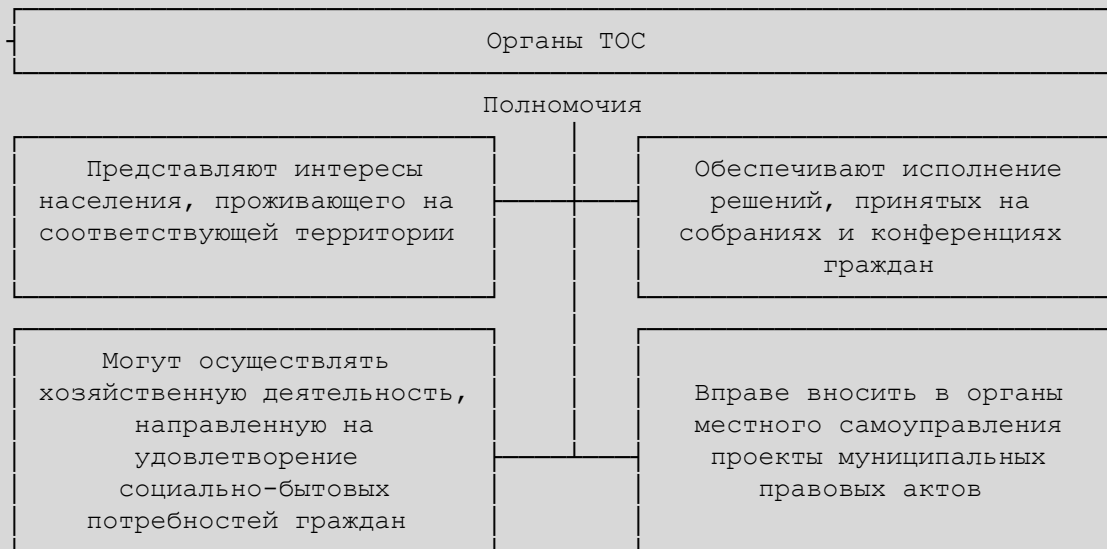 Органы ТОС
Полномочия
Представляют интересы
населения, проживающего на
соответствующей территории
Обеспечивают исполнение
решений, принятых на
собраниях и конференциях
граждан
Могут осуществлять
хозяйственную деятельность,
направленную на
удовлетворение
социально-бытовых
потребностей граждан
Вправе вносить в органы
местного самоуправления
проекты муниципальных
правовых актов